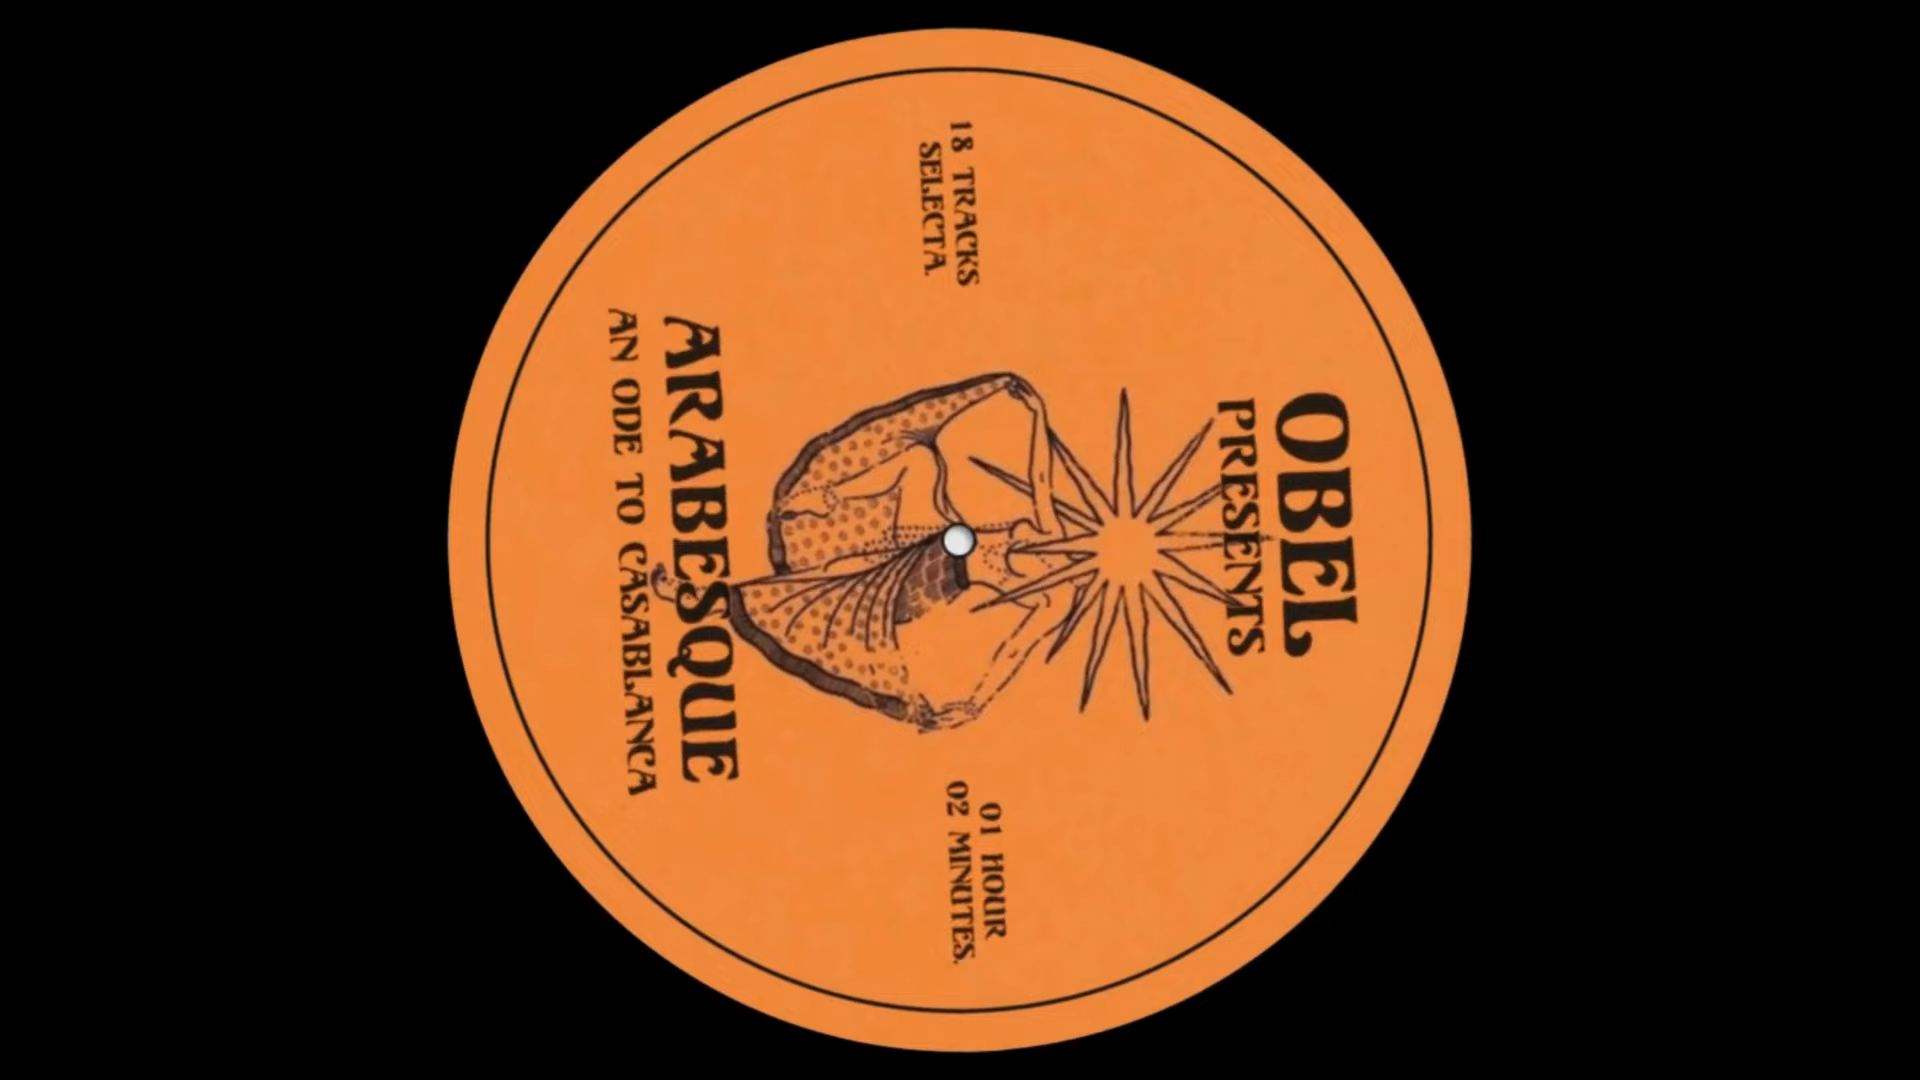 OBEL
PRESENTS
18 TRACKS
SELECTA.
01 HOUR
02 MINUTES.
ARABESQUE
AN ODE TO CASABLANCA